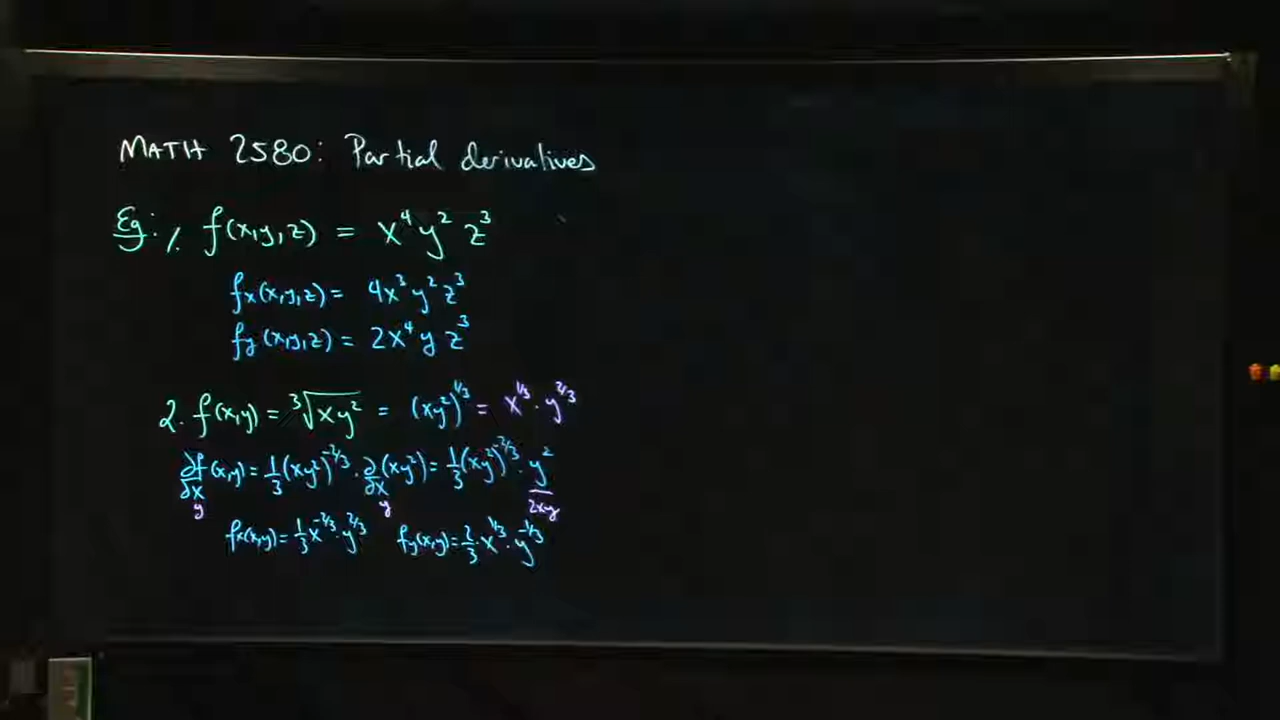 MATH 2580: Partial derivatives
Eg: 1. f(x,y,z) = x⁴y²z³
fx(x,y,z) = 4x³y²z³
fy(x,y,z) = 2x⁴yz³
2. f(x,y) = ³√(xy²) = (xy²)^1/3 = x^1/3 · y^2/3
∂f/∂x (x,y) = 1/3(xy²)^-2/3 · ∂/∂x (xy²) = 1/3(xy²)^-2/3 · y²
y y 2xy
fx(x,y) = 1/3 x^-2/3 · y^2/3 fy(x,y) = 2/3 · x^1/3 · y^-1/3